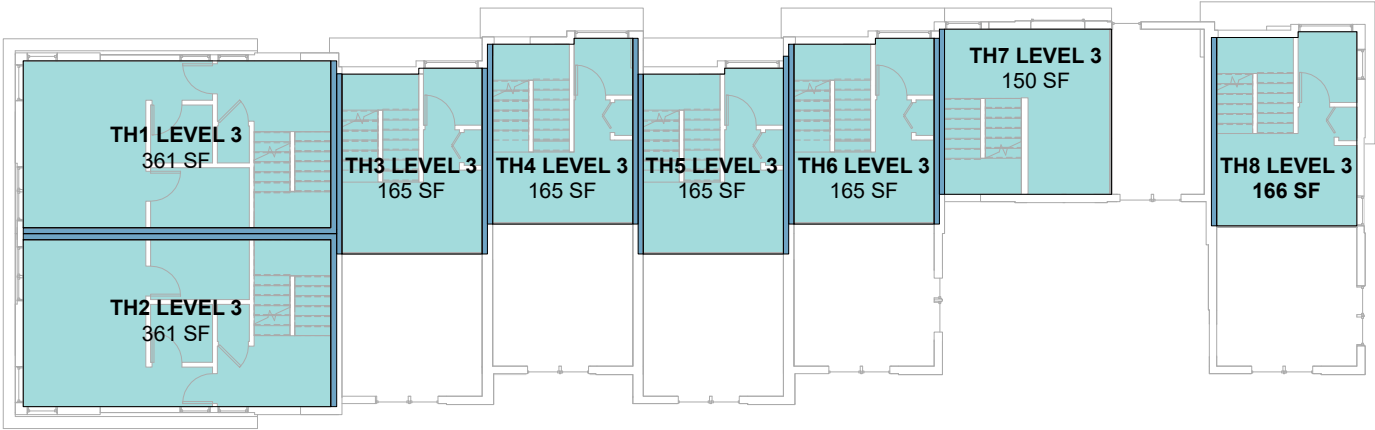 TH1 LEVEL 3
361 SF
TH2 LEVEL 3
361 SF
TH3 LEVEL 3
165 SF
TH4 LEVEL 3
165 SF
TH5 LEVEL 3
165 SF
TH6 LEVEL 3
165 SF
TH7 LEVEL 3
150 SF
TH8 LEVEL 3
166 SF